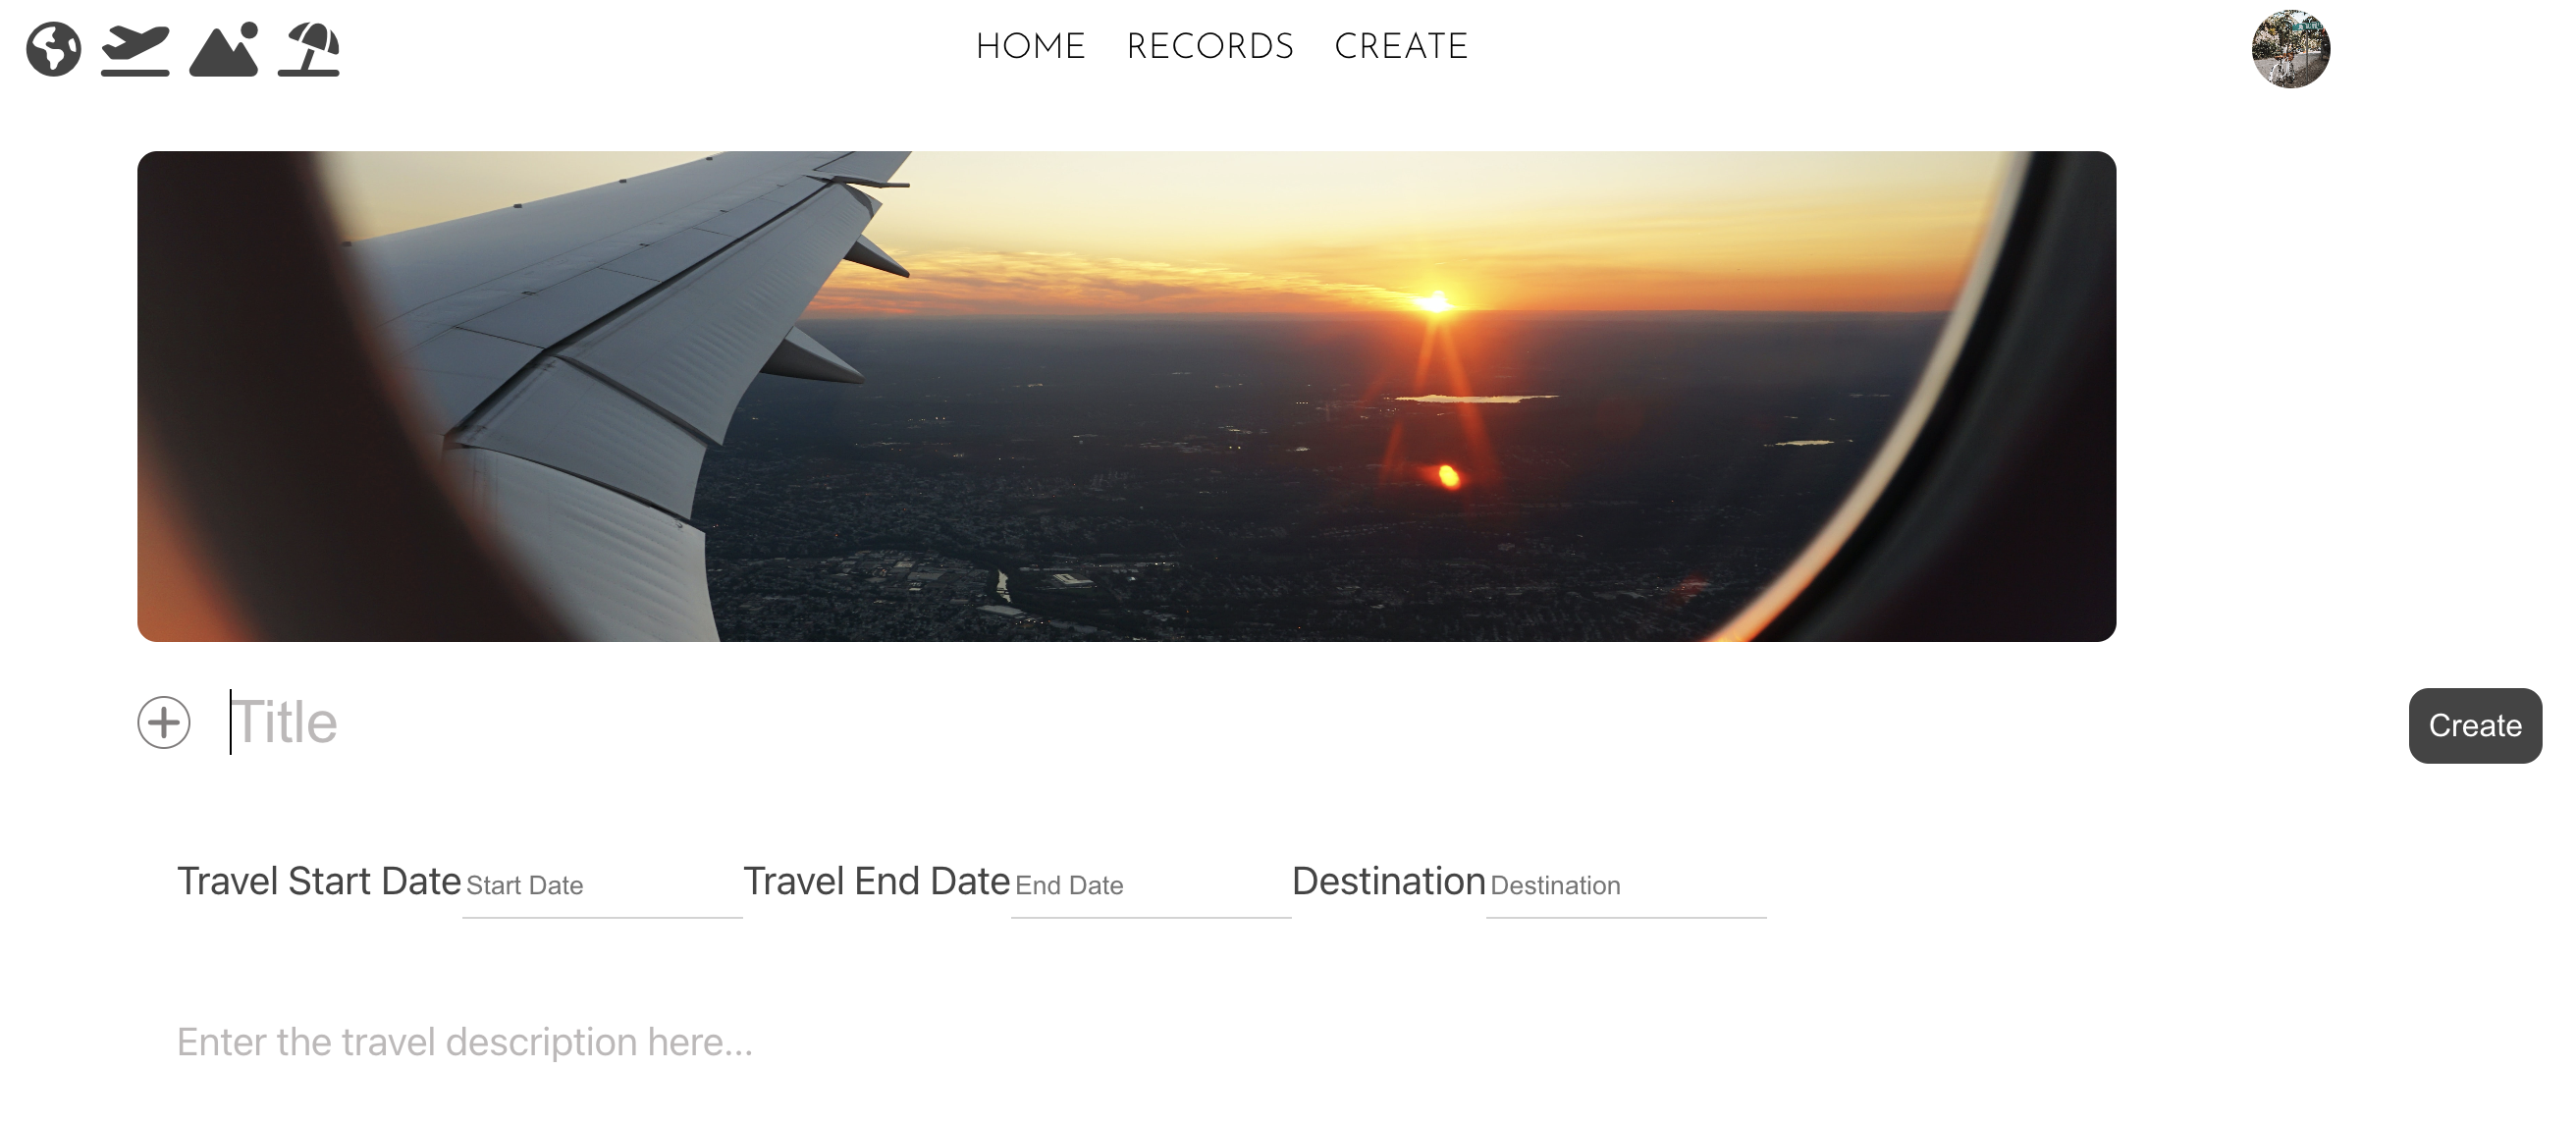 HOME RECORDS CREATE
Title
Create
Travel Start Date Start Date Travel End Date End Date Destination Destination
Enter the travel description here...